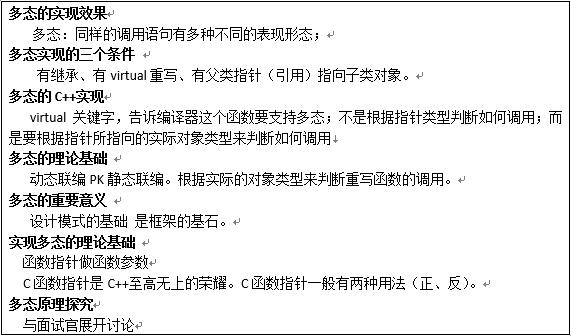 多态的实现效果
多态：同样的调用语句有多种不同的表现形态；
多态实现的三个条件
有继承、有 virtual 重写、有父类指针（引用）指向子类对象。
多态的 C++实现
virtual 关键字，告诉编译器这个函数要支持多态；不是根据指针类型判断如何调用；而
是要根据指针所指向的实际对象类型来判断如何调用
多态的理论基础
动态联编 PK 静态联编。根据实际的对象类型来判断重写函数的调用。
多态的重要意义
设计模式的基础 是框架的基石。
实现多态的理论基础
函数指针做函数参数
C 函数指针是 C++至高无上的荣耀。C 函数指针一般有两种用法（正、反）。
多态原理探究
与面试官展开讨论